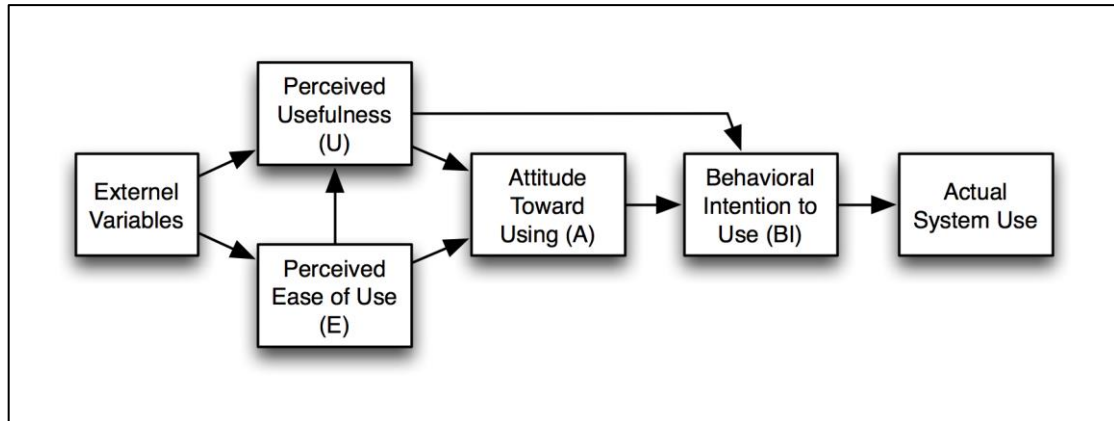 Perceived
Usefulness
(U)
Externel
Variables
Perceived
Ease of Use
(E)
Attitude
Toward
Using (A)
Behavioral
Intention to
Use (BI)
Actual
System Use